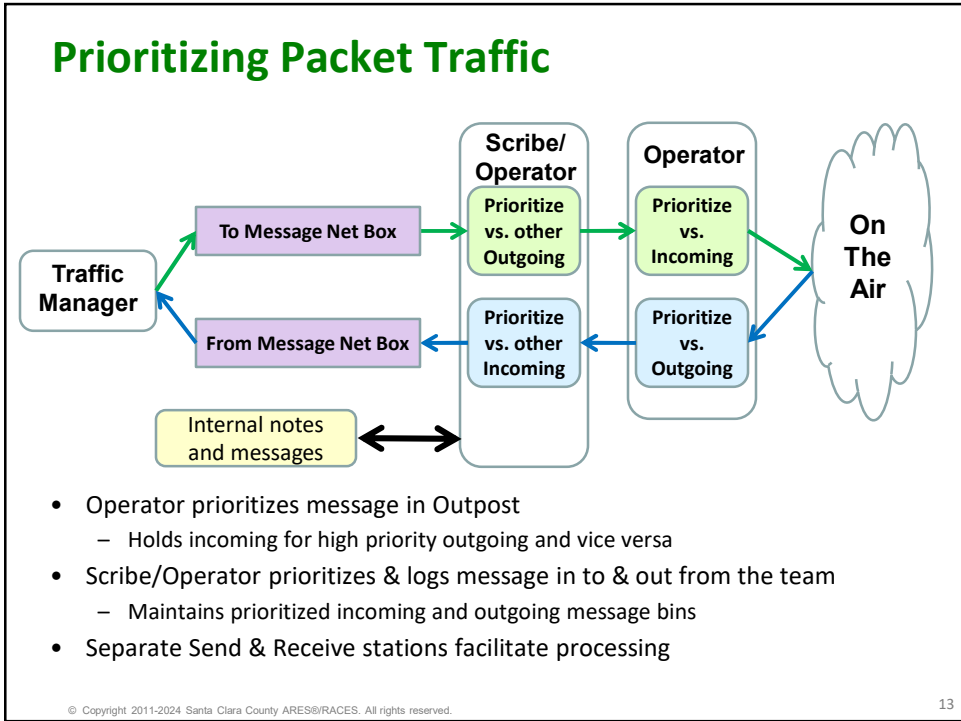 Prioritizing Packet Traffic
Scribe/
Operator
Operator
On
The
Air
Traffic
Manager
To Message Net Box
Prioritize
vs. other
Outgoing
Prioritize
vs.
Incoming
From Message Net Box
Prioritize
vs. other
Incoming
Prioritize
vs.
Outgoing
Internal notes
and messages
• Operator prioritizes message in Outpost
– Holds incoming for high priority outgoing and vice versa
• Scribe/Operator prioritizes & logs message in to & out from the team
– Maintains prioritized incoming and outgoing message bins
• Separate Send & Receive stations facilitate processing
© Copyright 2011-2024 Santa Clara County ARES®/RACES. All rights reserved.
13